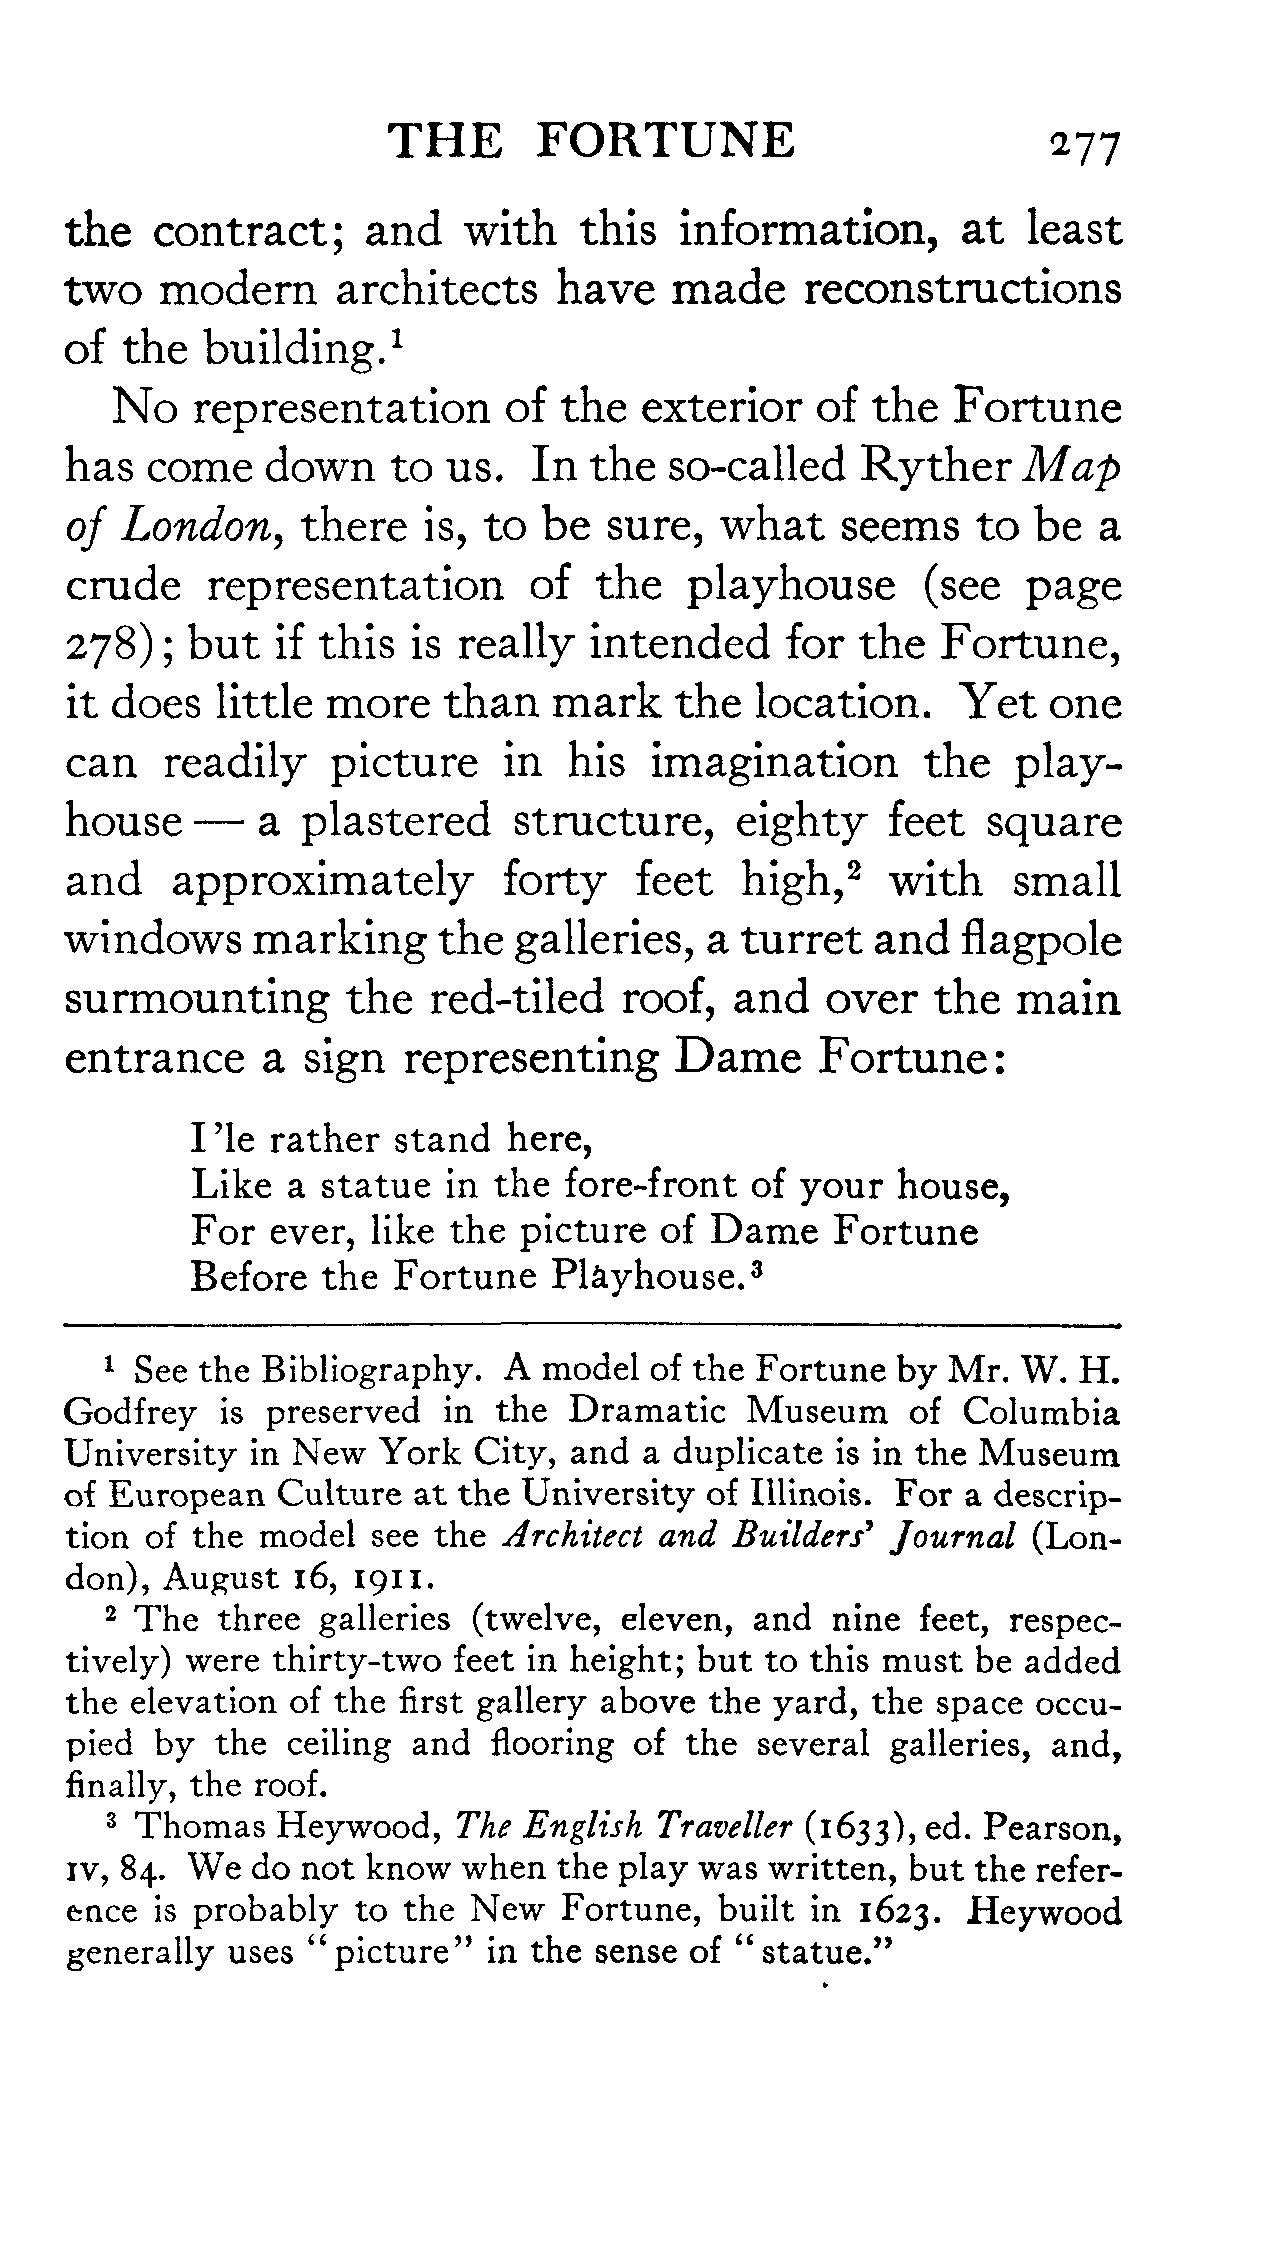 THE FORTUNE 277
the contract; and with this information, at least
two modern architects have made reconstructions
of the building.¹
No representation of the exterior of the Fortune
has come down to us. In the so-called Ryther Map
of London, there is, to be sure, what seems to be a
crude representation of the playhouse (see page
278); but if this is really intended for the Fortune,
it does little more than mark the location. Yet one
can readily picture in his imagination the play-
house — a plastered structure, eighty feet square
and approximately forty feet high,² with small
windows marking the galleries, a turret and flagpole
surmounting the red-tiled roof, and over the main
entrance a sign representing Dame Fortune:
I'le rather stand here,
Like a statue in the fore-front of your house,
For ever, like the picture of Dame Fortune
Before the Fortune Playhouse.³
¹ See the Bibliography. A model of the Fortune by Mr. W. H.
Godfrey is preserved in the Dramatic Museum of Columbia
University in New York City, and a duplicate is in the Museum
of European Culture at the University of Illinois. For a descrip-
tion of the model see the Architect and Builders' Journal (Lon-
don), August 16, 1911.
² The three galleries (twelve, eleven, and nine feet, respec-
tively) were thirty-two feet in height; but to this must be added
the elevation of the first gallery above the yard, the space occu-
pied by the ceiling and flooring of the several galleries, and,
finally, the roof.
³ Thomas Heywood, The English Traveller (1633), ed. Pearson,
IV, 84. We do not know when the play was written, but the refer-
ence is probably to the New Fortune, built in 1623. Heywood
generally uses "picture" in the sense of "statue."